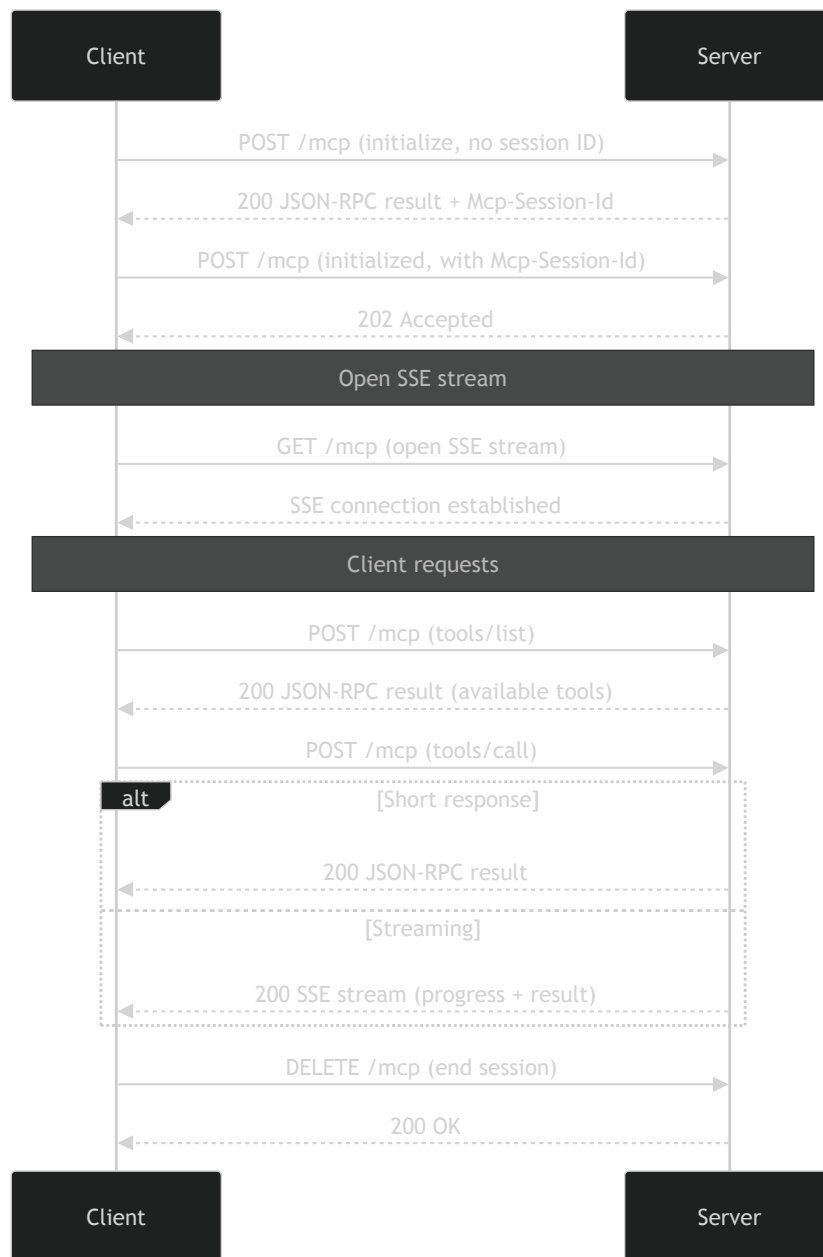 Client
Server
POST /mcp (initialize, no session ID)
200 JSON-RPC result + Mcp-Session-Id
POST /mcp (initialized, with Mcp-Session-Id)
202 Accepted
Open SSE stream
GET /mcp (open SSE stream)
SSE connection established
Client requests
POST /mcp (tools/list)
200 JSON-RPC result (available tools)
POST /mcp (tools/call)
alt
[Short response]
200 JSON-RPC result
[Streaming]
200 SSE stream (progress + result)
DELETE /mcp (end session)
200 OK
Client
Server